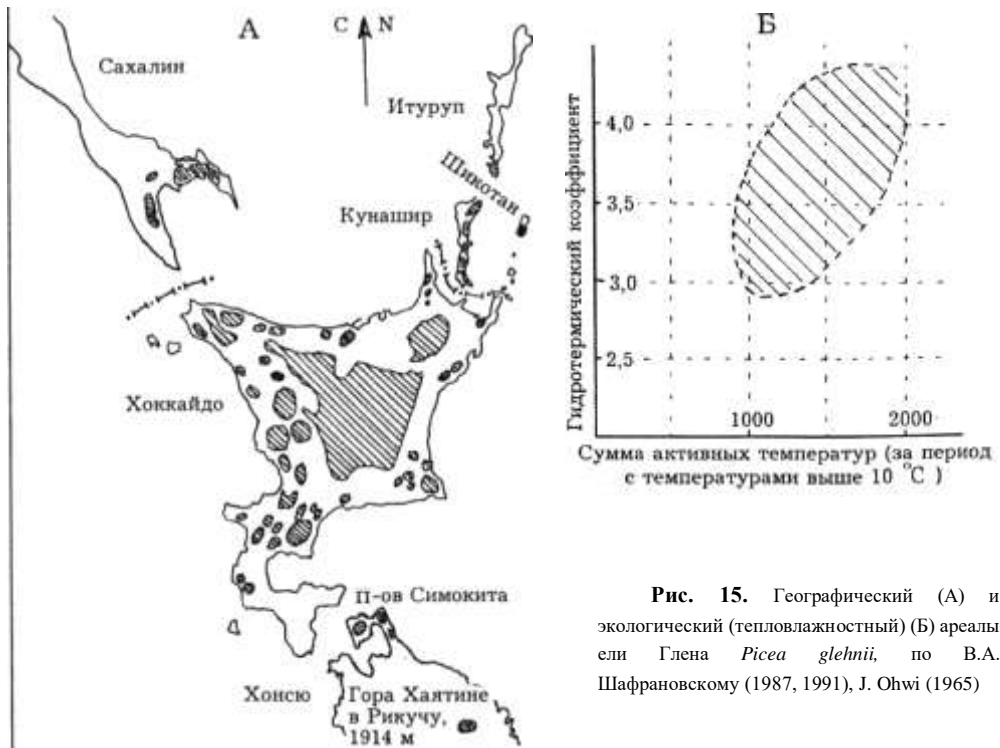 А
С N
Сахалин
Итуруп
Шикотан
Кунашир
Хоккайдо
П-ов Симокита
Хонсю
Гора Хаятине
в Рикучу,
1914 м
Б
Гидротермический коэффициент
4,0
3,5
3,0
2,5
1000 2000
Сумма активных температур (за период
с температурами выше 10 °С )
Рис. 15. Географический (А) и
экологический (тепловлажностный) (Б) ареалы
ели Глена Picea glehnii, по В.А.
Шафрановскому (1987, 1991), J. Ohwi (1965)